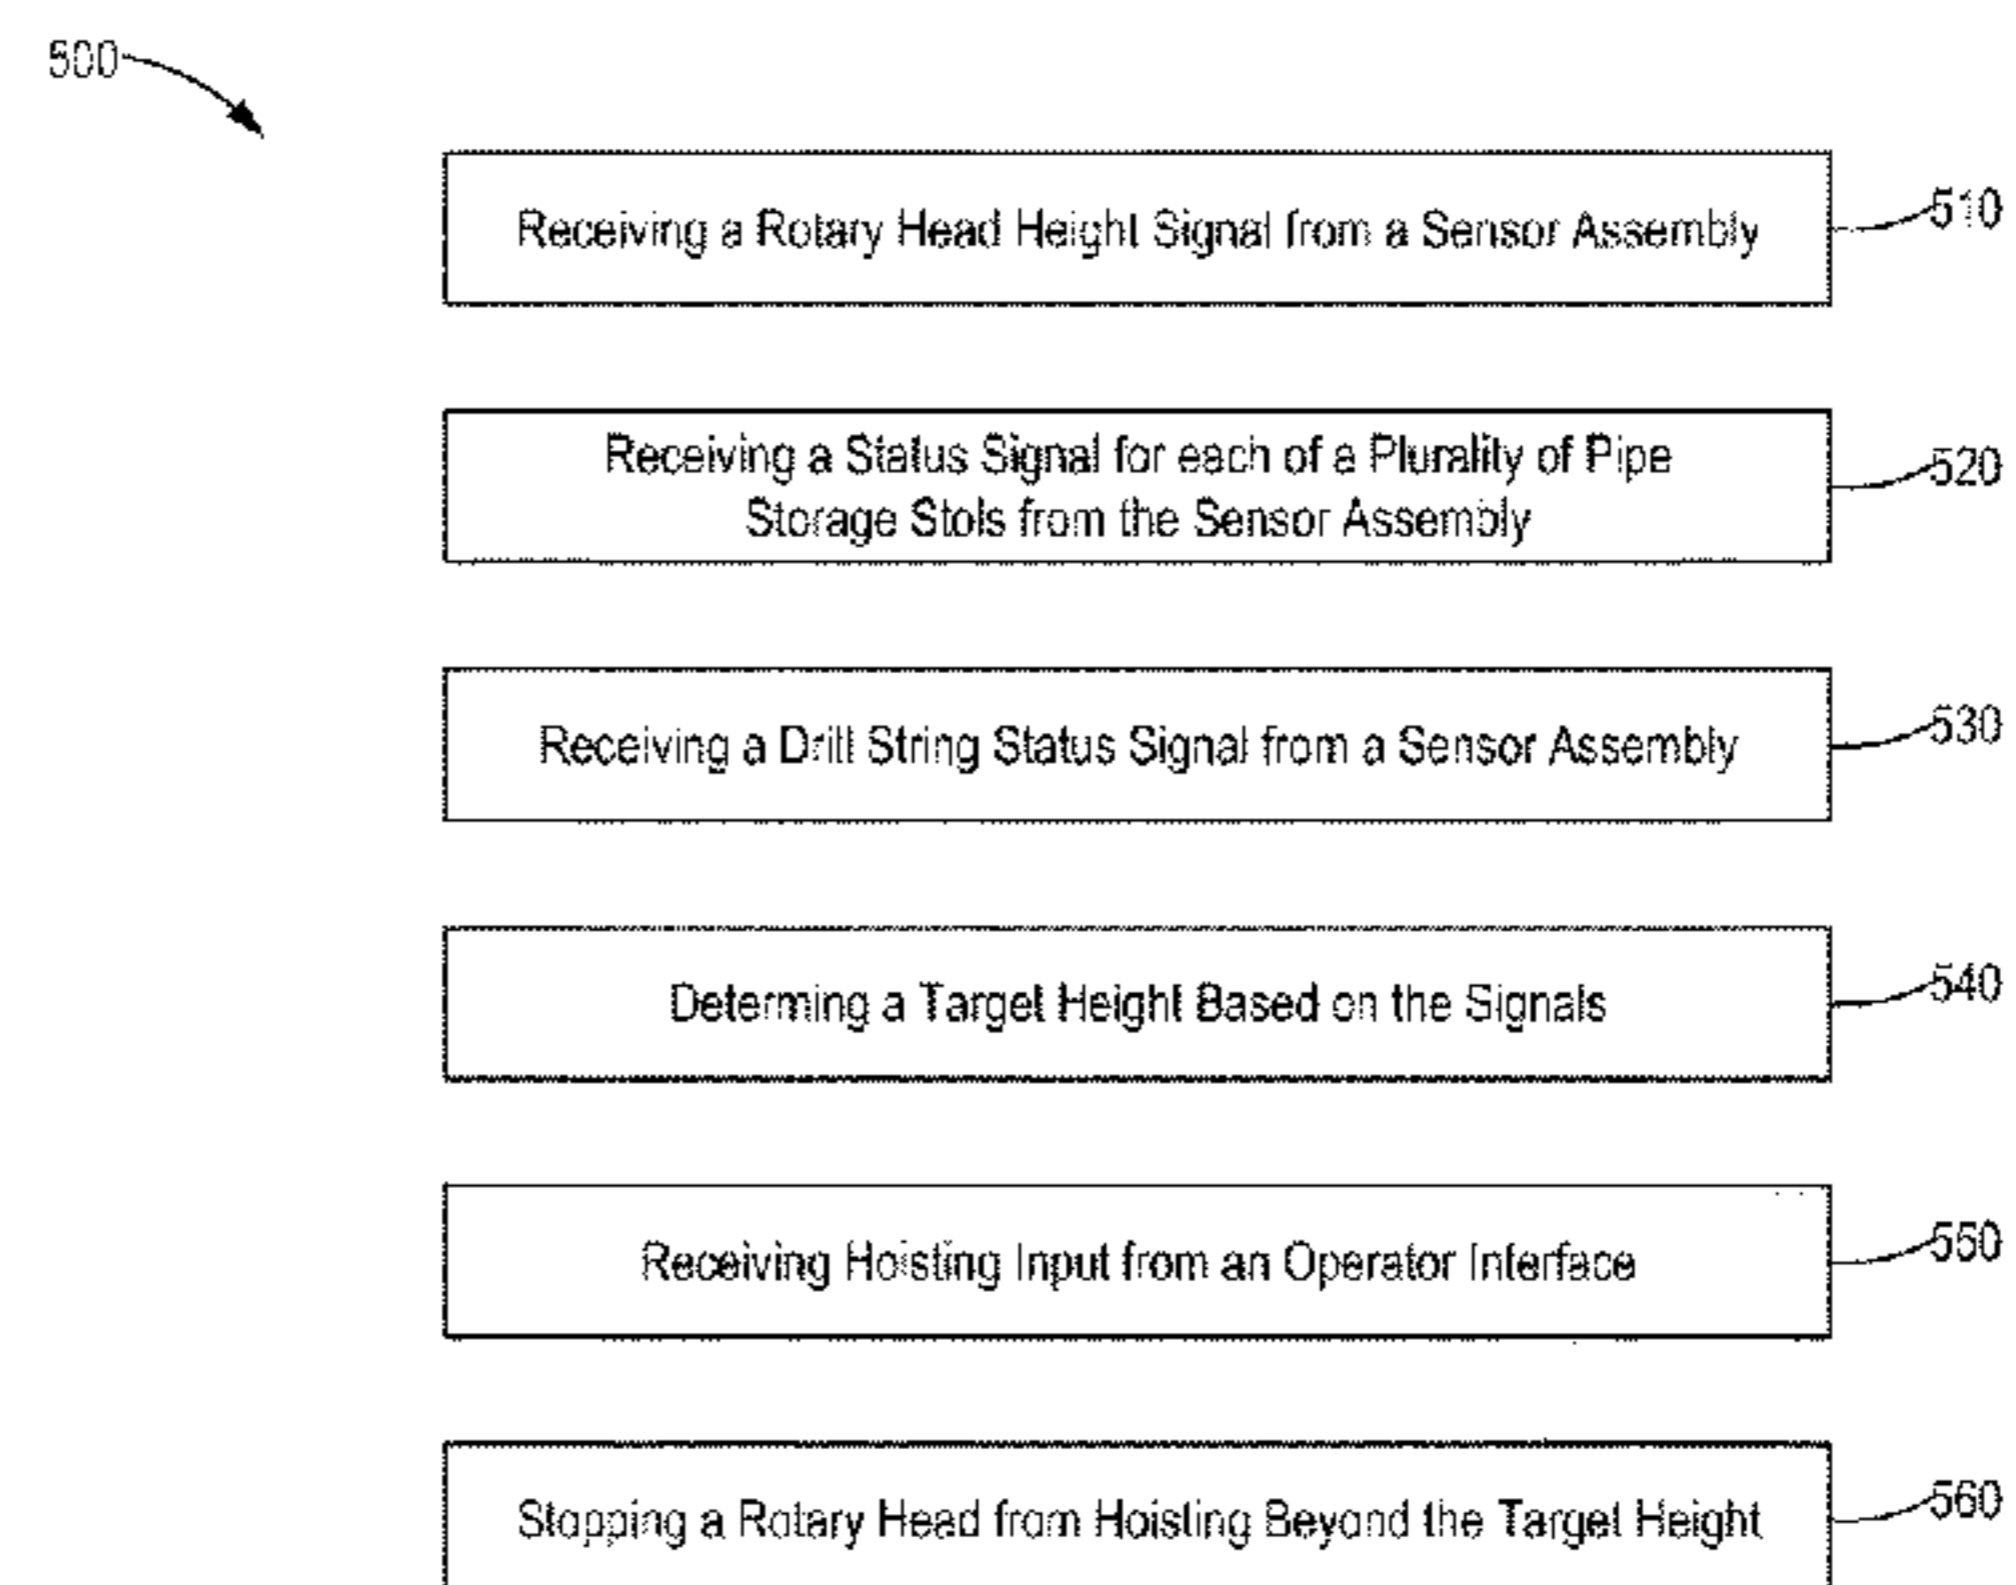 500
Receiving a Rotary Head Height Signal from a Sensor Assembly
510
Receiving a Status Signal for each of a Plurality of Pipe
Storage Stols from the Sensor Assembly
520
Receiving a Drill String Status Signal from a Sensor Assembly
530
Determing a Target Height Based on the Signals
540
Receiving Hoisting Input from an Operator Interface
550
Stopping a Rotary Head from Hoisting Beyond the Target Height
560